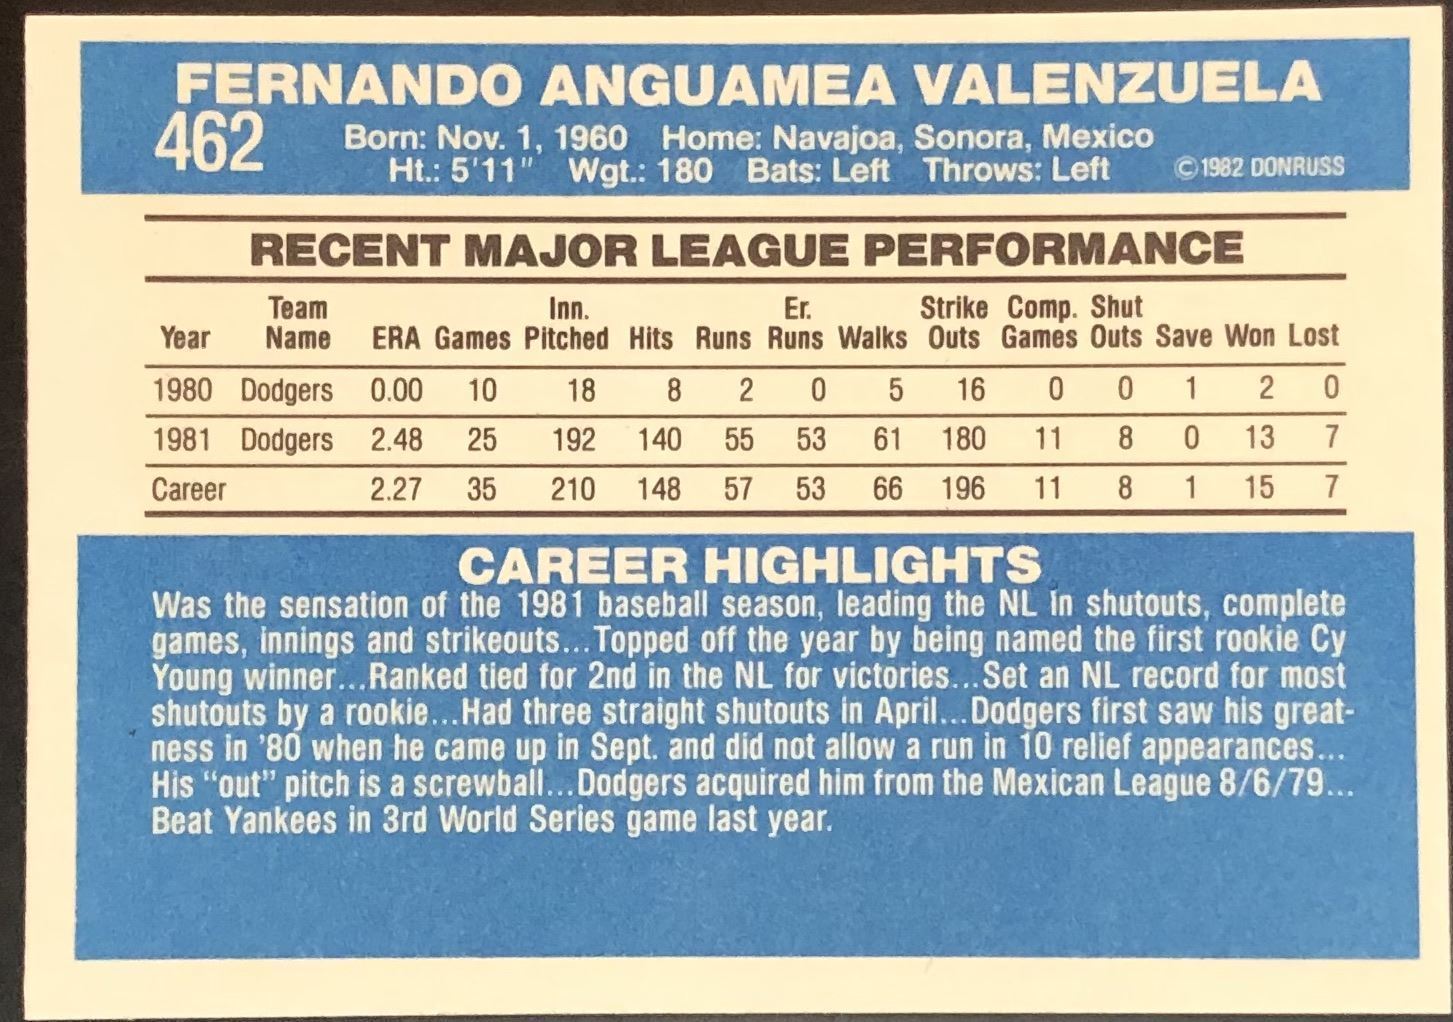 FERNANDO ANGUAMEA VALENZUELA
462
Born: Nov. 1, 1960 Home: Navajoa, Sonora, Mexico
Ht.: 5'11" Wgt.: 180 Bats: Left Throws: Left ©1982 DONRUSS
RECENT MAJOR LEAGUE PERFORMANCE
Year Team Name ERA Games Inn. Pitched Hits Runs Er. Runs Walks Strike Outs Comp. Games Shut Outs Save Won Lost
1980 Dodgers 0.00 10 18 8 2 0 5 16 0 0 1 2 0
1981 Dodgers 2.48 25 192 140 55 53 61 180 11 8 0 13 7
Career 2.27 35 210 148 57 53 66 196 11 8 1 15 7
CAREER HIGHLIGHTS
Was the sensation of the 1981 baseball season, leading the NL in shutouts, complete
games, innings and strikeouts...Topped off the year by being named the first rookie Cy
Young winner...Ranked tied for 2nd in the NL for victories...Set an NL record for most
shutouts by a rookie...Had three straight shutouts in April...Dodgers first saw his great-
ness in '80 when he came up in Sept. and did not allow a run in 10 relief appearances...
His "out" pitch is a screwball...Dodgers acquired him from the Mexican League 8/6/79...
Beat Yankees in 3rd World Series game last year.